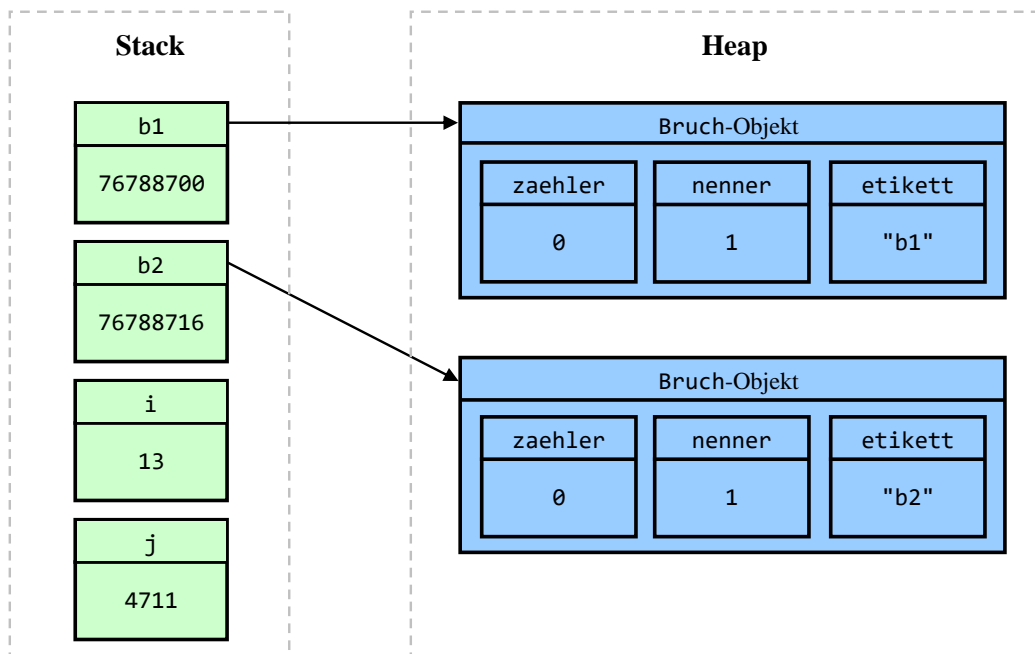 Stack
b1
76788700
b2
76788716
i
13
j
4711
Heap
Bruch-Objekt
zaehler nenner etikett
0 1 "b1"
Bruch-Objekt
zaehler nenner etikett
0 1 "b2"